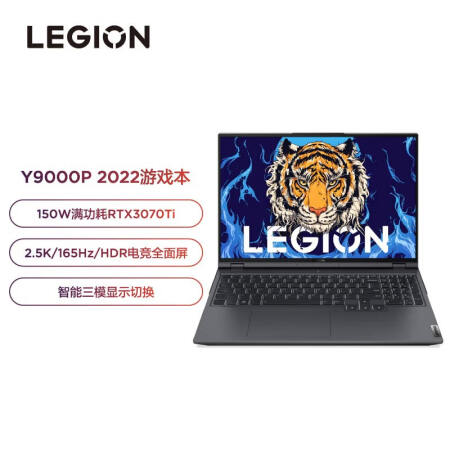 LEGION
Y9000P 2022游戏本
150W满功耗RTX3070Ti
2.5K/165Hz/HDR电竞全面屏
智能三模显示切换
LEGION